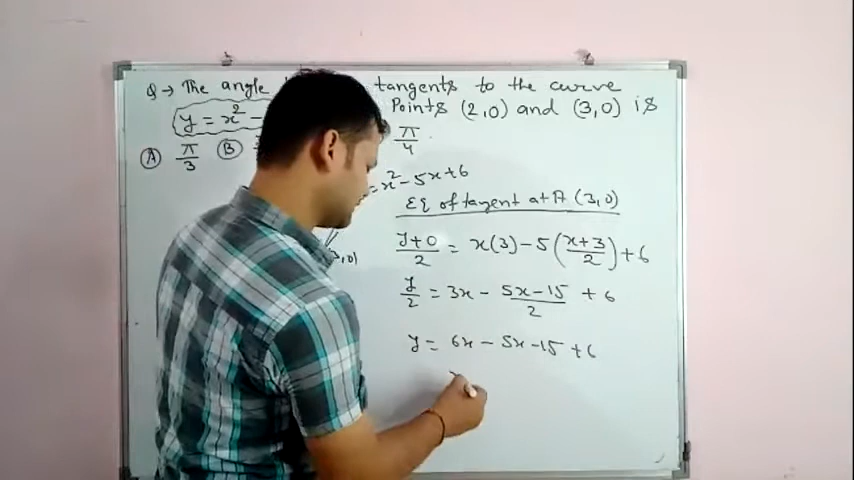 Q → The angle tangents to the curve
y = x² - Points (2,0) and (3,0) is
Ⓐ π/3 Ⓑ π/4
= x² - 5x + 6
Eq of tangent at A (3,0)
(y+0)/2 = x(3) - 5((x+3)/2) + 6
3,0)
y/2 = 3x - (5x-15)/2 + 6
y = 6x - 5x - 15 + 6